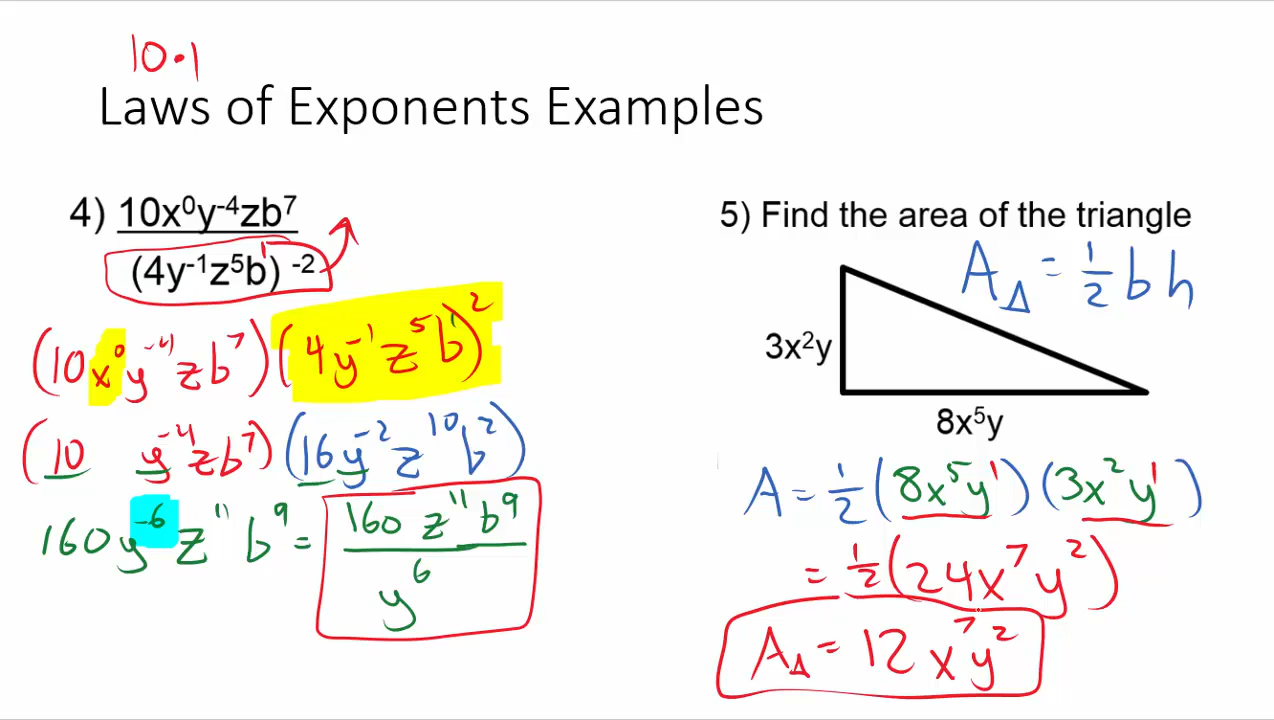 10.1
Laws of Exponents Examples
4) 10x⁰y⁻⁴zb⁷
(4y⁻¹z⁵b¹) ⁻²
(10x⁰y⁻⁴zb⁷)(4y⁻¹z⁵b¹)²
(10 y⁻⁴zb⁷)(16y⁻²z¹⁰b²)
160y⁻⁶z¹¹b⁹ = 160z¹¹b⁹
y⁶
5) Find the area of the triangle
A△ = ½bh
3x²y
8x⁵y
A = ½(8x⁵y¹)(3x²y¹)
= ½(24x⁷y²)
A△ = 12x⁷y²